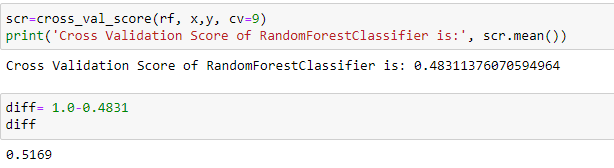 scr=cross_val_score(rf, x,y, cv=9)
print('Cross Validation Score of RandomForestClassifier is:', scr.mean())
Cross Validation Score of RandomForestClassifier is: 0.48311376070594964
diff= 1.0-0.4831
diff
0.5169